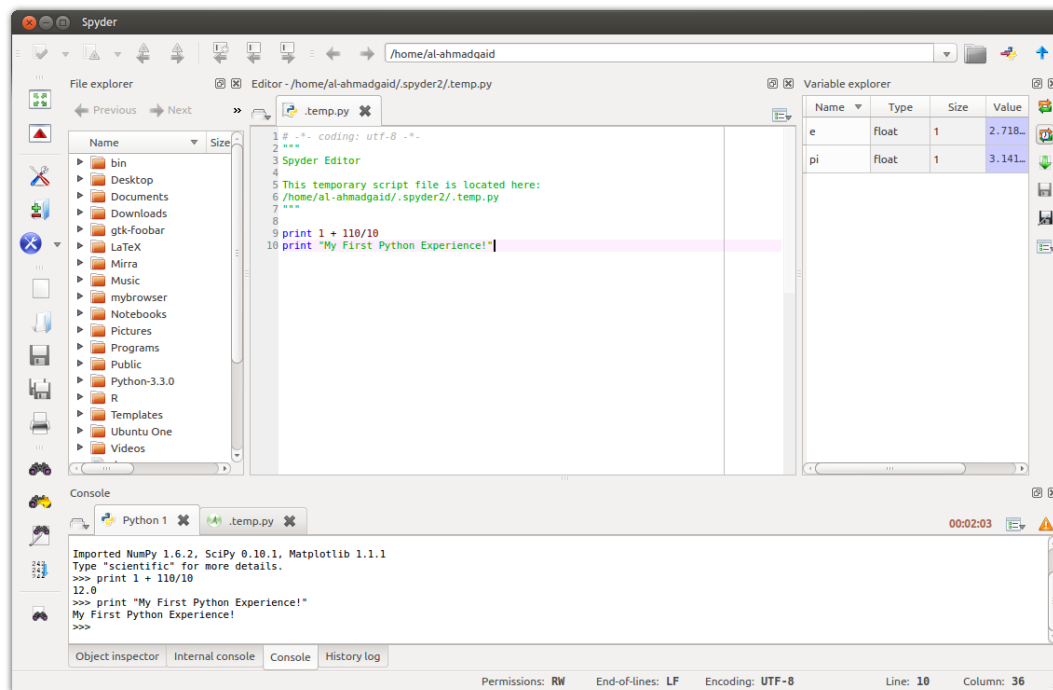 Spyder
/home/al-ahmadqaid
File explorer
Previous Next »
Name Size
bin
Desktop
Documents
Downloads
gtk-foobar
LaTeX
Mirra
Music
mybrowser
Notebooks
Pictures
Programs
Public
Python-3.3.0
R
Templates
Ubuntu One
Videos
Editor - /home/al-ahmadgaid/.spyder2/.temp.py
.temp.py
1 # -*- coding: utf-8 -*-
2 """
3 Spyder Editor
4
5 This temporary script file is located here:
6 /home/al-ahmadgaid/.spyder2/.temp.py
7 """
8
9 print 1 + 110/10
10 print "My First Python Experience!"
Variable explorer
Name Type Size Value
e float 1 2.718...
pi float 1 3.141...
Console
Python 1 .temp.py 00:02:03
Imported NumPy 1.6.2, SciPy 0.10.1, Matplotlib 1.1.1
Type "scientific" for more details.
>>> print 1 + 110/10
12.0
>>> print "My First Python Experience!"
My First Python Experience!
>>>
Object inspector Internal console Console History log
Permissions: RW End-of-lines: LF Encoding: UTF-8 Line: 10 Column: 36